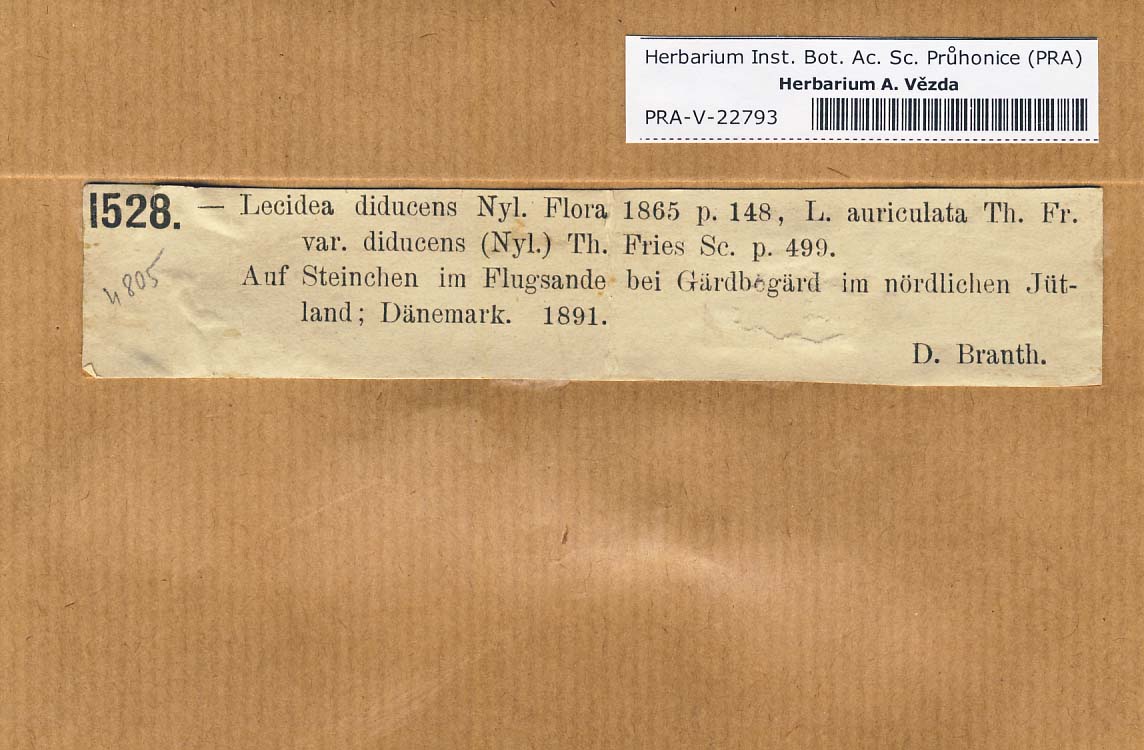 Herbarium Inst. Bot. Ac. Sc. Průhonice (PRA)
Herbarium A. Vězda
PRA-V-22793
1528. — Lecidea diducens Nyl. Flora 1865 p. 148, L. auriculata Th. Fr.
var. diducens (Nyl.) Th. Fries Sc. p. 499.
4805
Auf Steinchen im Flugsande bei Gärdbogärd im nördlichen Jüt-
land; Dänemark. 1891.
D. Branth.